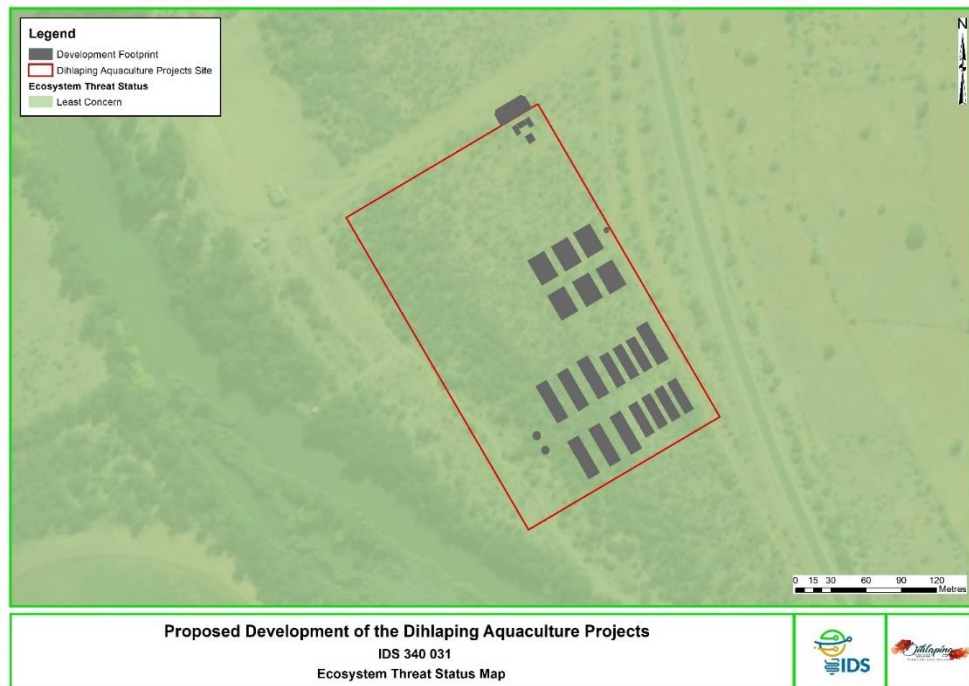 Legend
Development Footprint
Dihlaping Aquaculture Projects Site
Ecosystem Threat Status
Least Concern
N
0 15 30 60 90 120
Metres
Proposed Development of the Dihlaping Aquaculture Projects
IDS 340 031
Ecosystem Threat Status Map
IDS
Dihlaping